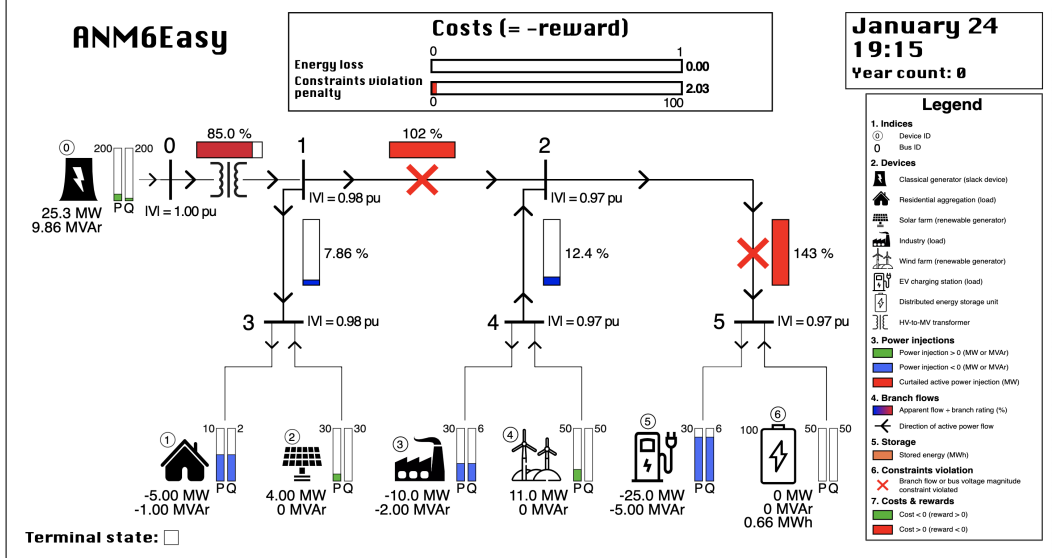 ANM6Easy
Costs (= -reward)
0 1
Energy loss 0.00
Constraints violation penalty 2.03
0 100
January 24
19:15
Year count: 0
0
200 200
P Q
25.3 MW
9.86 MVAr
0
|V| = 1.00 pu
85.0 %
1
|V| = 0.98 pu
102 %
2
|V| = 0.97 pu
7.86 %
12.4 %
143 %
3
|V| = 0.98 pu
4
|V| = 0.97 pu
5
|V| = 0.97 pu
1
10 2
P Q
-5.00 MW
-1.00 MVAr
2
30 30
P Q
4.00 MW
0 MVAr
3
30 6
P Q
-10.0 MW
-2.00 MVAr
4
50 50
P Q
11.0 MW
0 MVAr
5
30 6
P Q
-25.0 MW
-5.00 MVAr
6
100
50 50
P Q
0 MW
0 MVAr
0.66 MWh
Terminal state:
Legend
1. Indices
0 Device ID
0 Bus ID
2. Devices
Classical generator (slack device)
Residential aggregation (load)
Solar farm (renewable generator)
Industry (load)
Wind farm (renewable generator)
EV charging station (load)
Distributed energy storage unit
HV-to-MV transformer
3. Power injections
Power injection > 0 (MW or MVAr)
Power injection < 0 (MW or MVAr)
Curtailed active power injection (MW)
4. Branch flows
Apparent flow ÷ branch rating (%)
Direction of active power flow
5. Storage
Stored energy (MWh)
6. Constraints violation
Branch flow or bus voltage magnitude
constraint violated
7. Costs & rewards
Cost < 0 (reward > 0)
Cost > 0 (reward < 0)